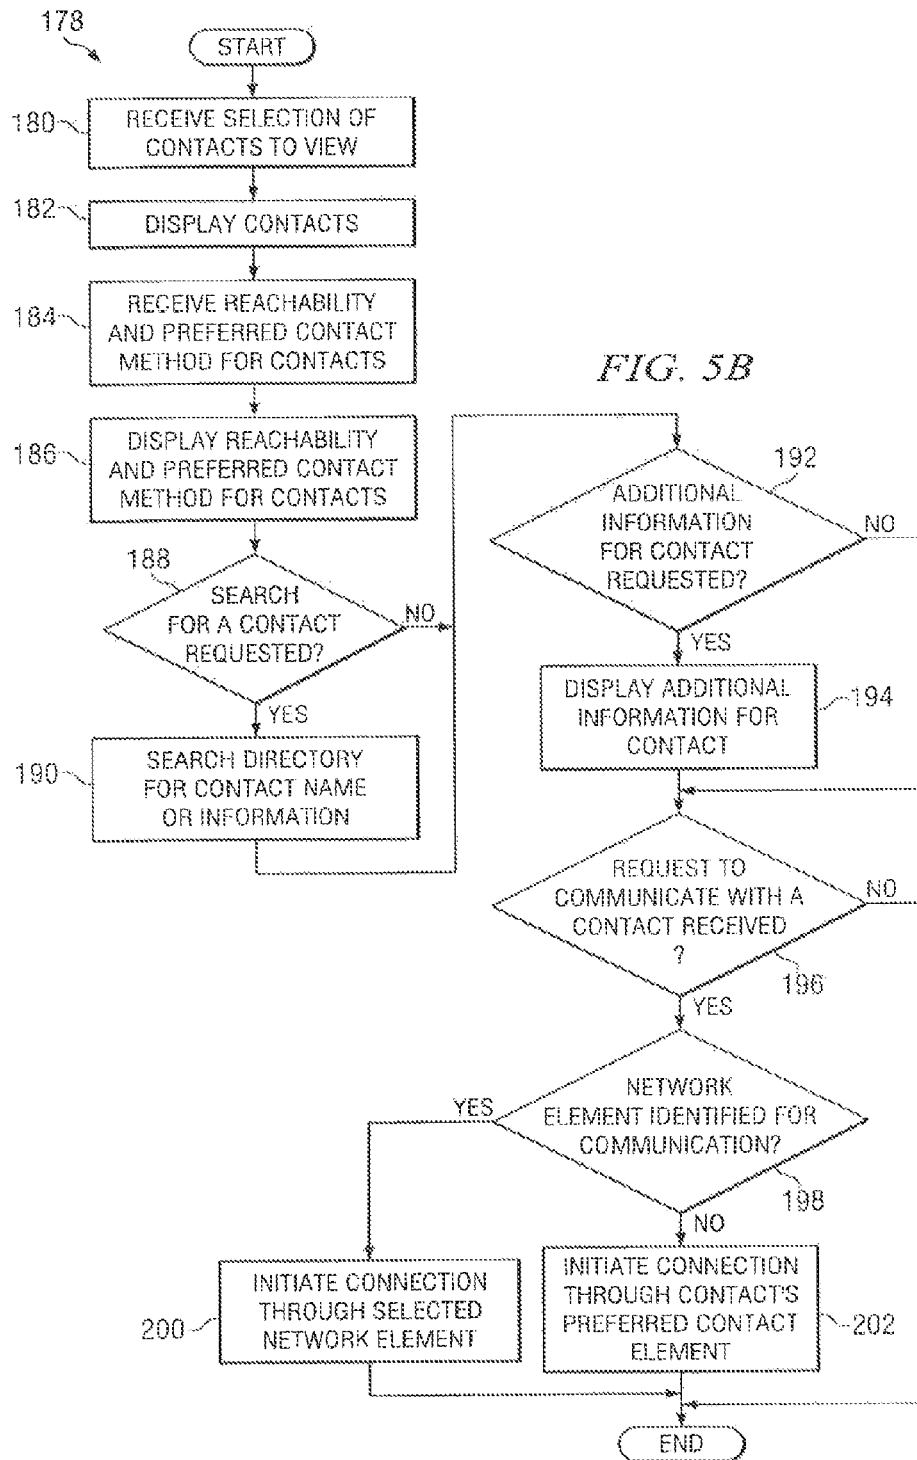 178
START
180
RECEIVE SELECTION OF
CONTACTS TO VIEW
182
DISPLAY CONTACTS
184
RECEIVE REACHABILITY
AND PREFERRED CONTACT
METHOD FOR CONTACTS
186
DISPLAY REACHABILITY
AND PREFERRED CONTACT
METHOD FOR CONTACTS
188
SEARCH
FOR A CONTACT
REQUESTED?
NO
YES
190
SEARCH DIRECTORY
FOR CONTACT NAME
OR INFORMATION
FIG. 5B
192
ADDITIONAL
INFORMATION
FOR CONTACT
REQUESTED?
NO
YES
DISPLAY ADDITIONAL
INFORMATION FOR
CONTACT
194
REQUEST TO
COMMUNICATE WITH A
CONTACT RECEIVED
?
NO
196
YES
NETWORK
ELEMENT IDENTIFIED FOR
COMMUNICATION?
YES
198
NO
200
INITIATE CONNECTION
THROUGH SELECTED
NETWORK ELEMENT
INITIATE CONNECTION
THROUGH CONTACT'S
PREFERRED CONTACT
ELEMENT
202
END